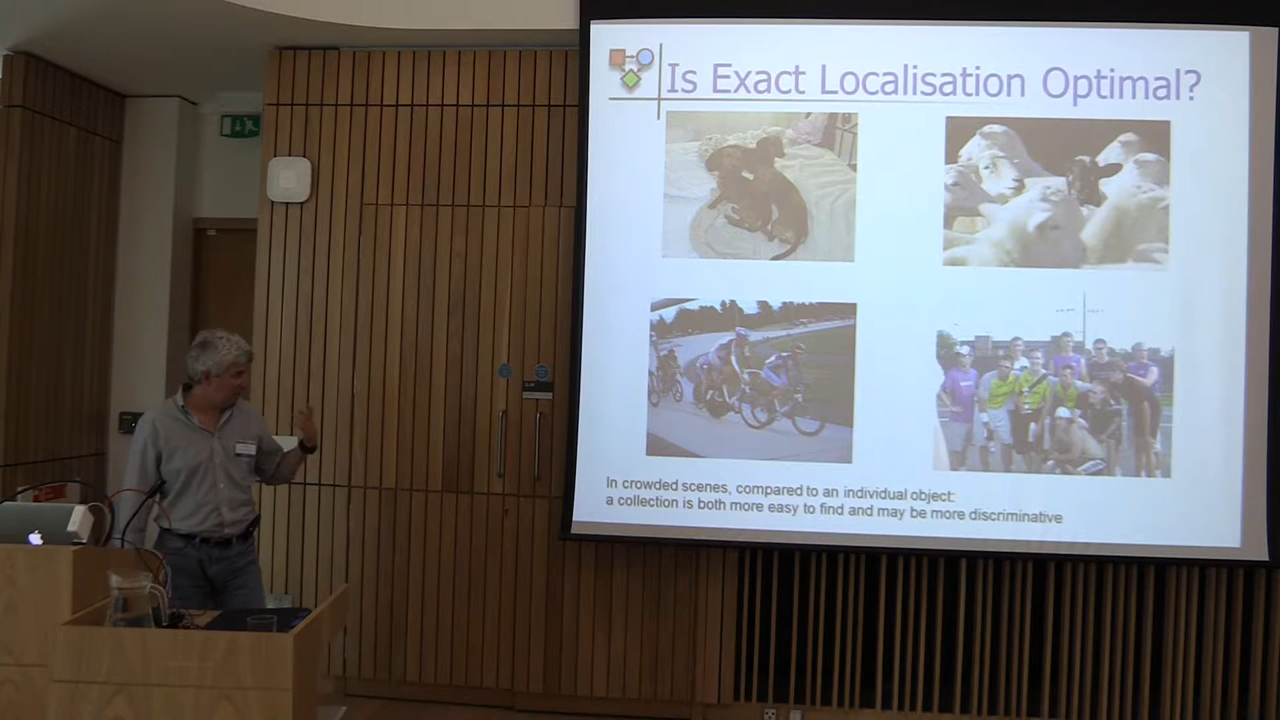 Is Exact Localisation Optimal?
In crowded scenes, compared to an individual object:
a collection is both more easy to find and may be more discriminative